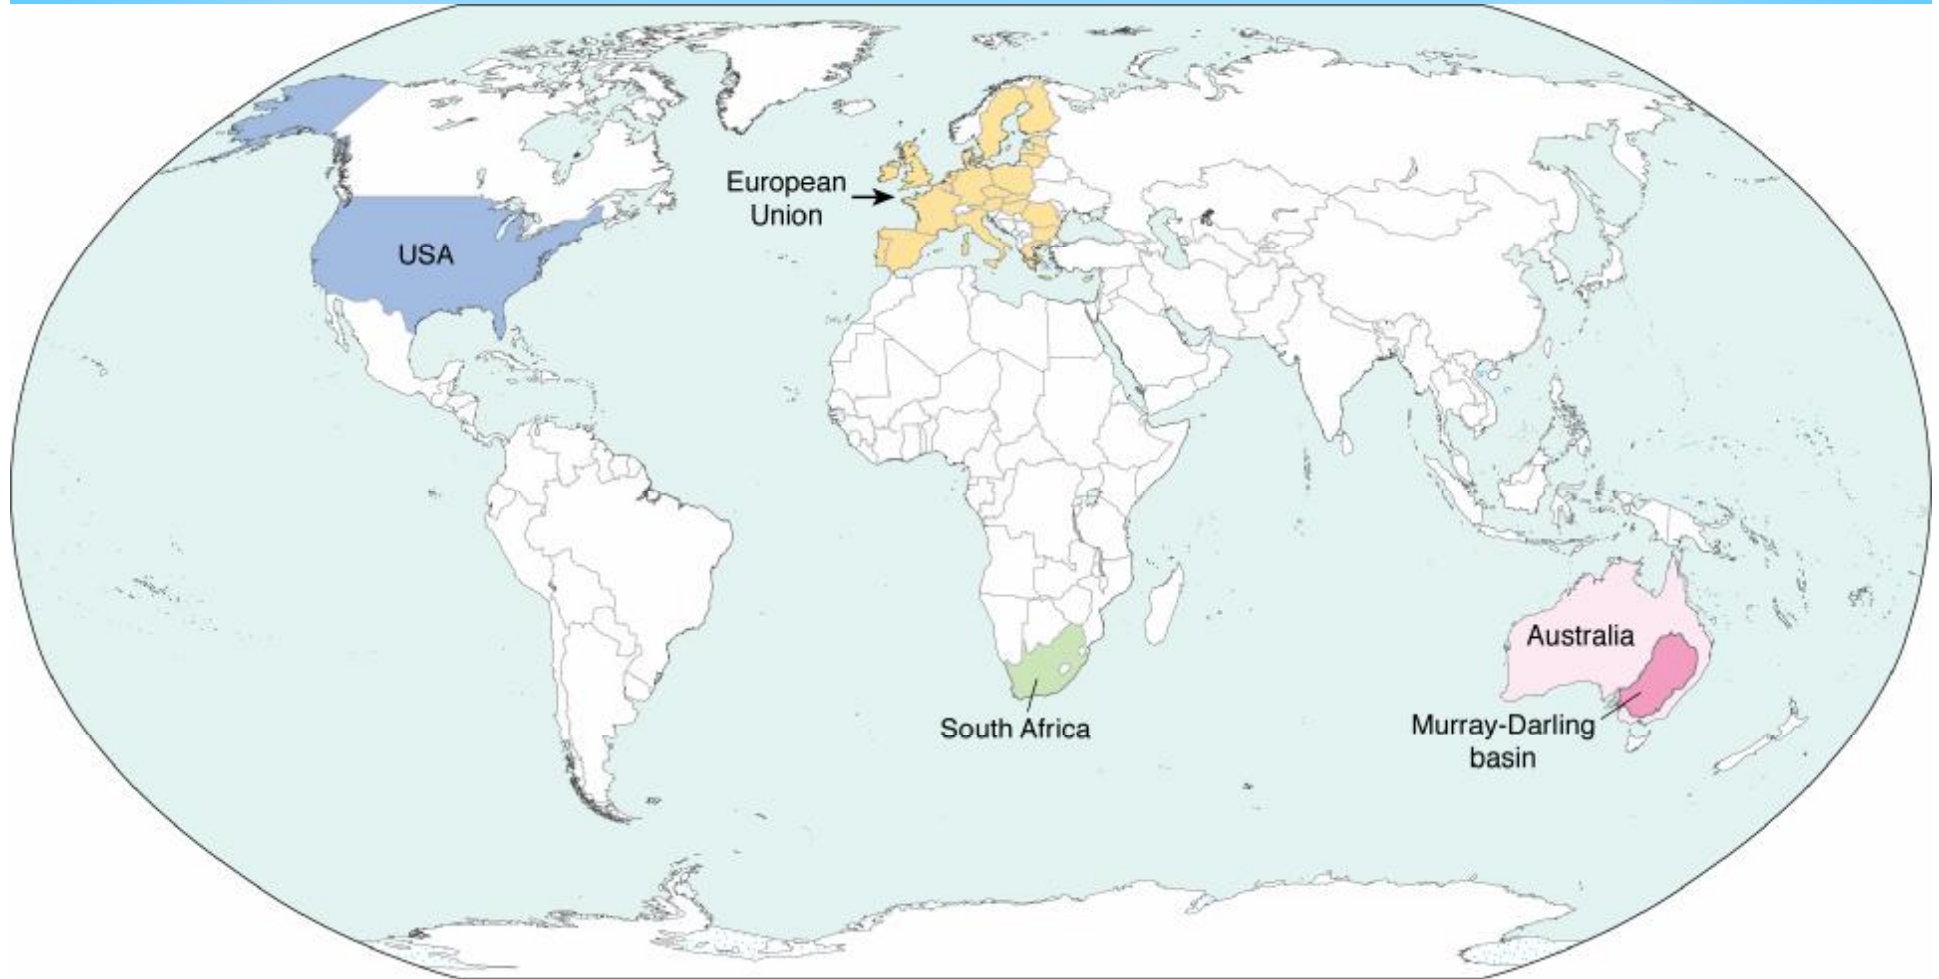 European
Union
USA
Australia
South Africa
Murray-Darling
basin